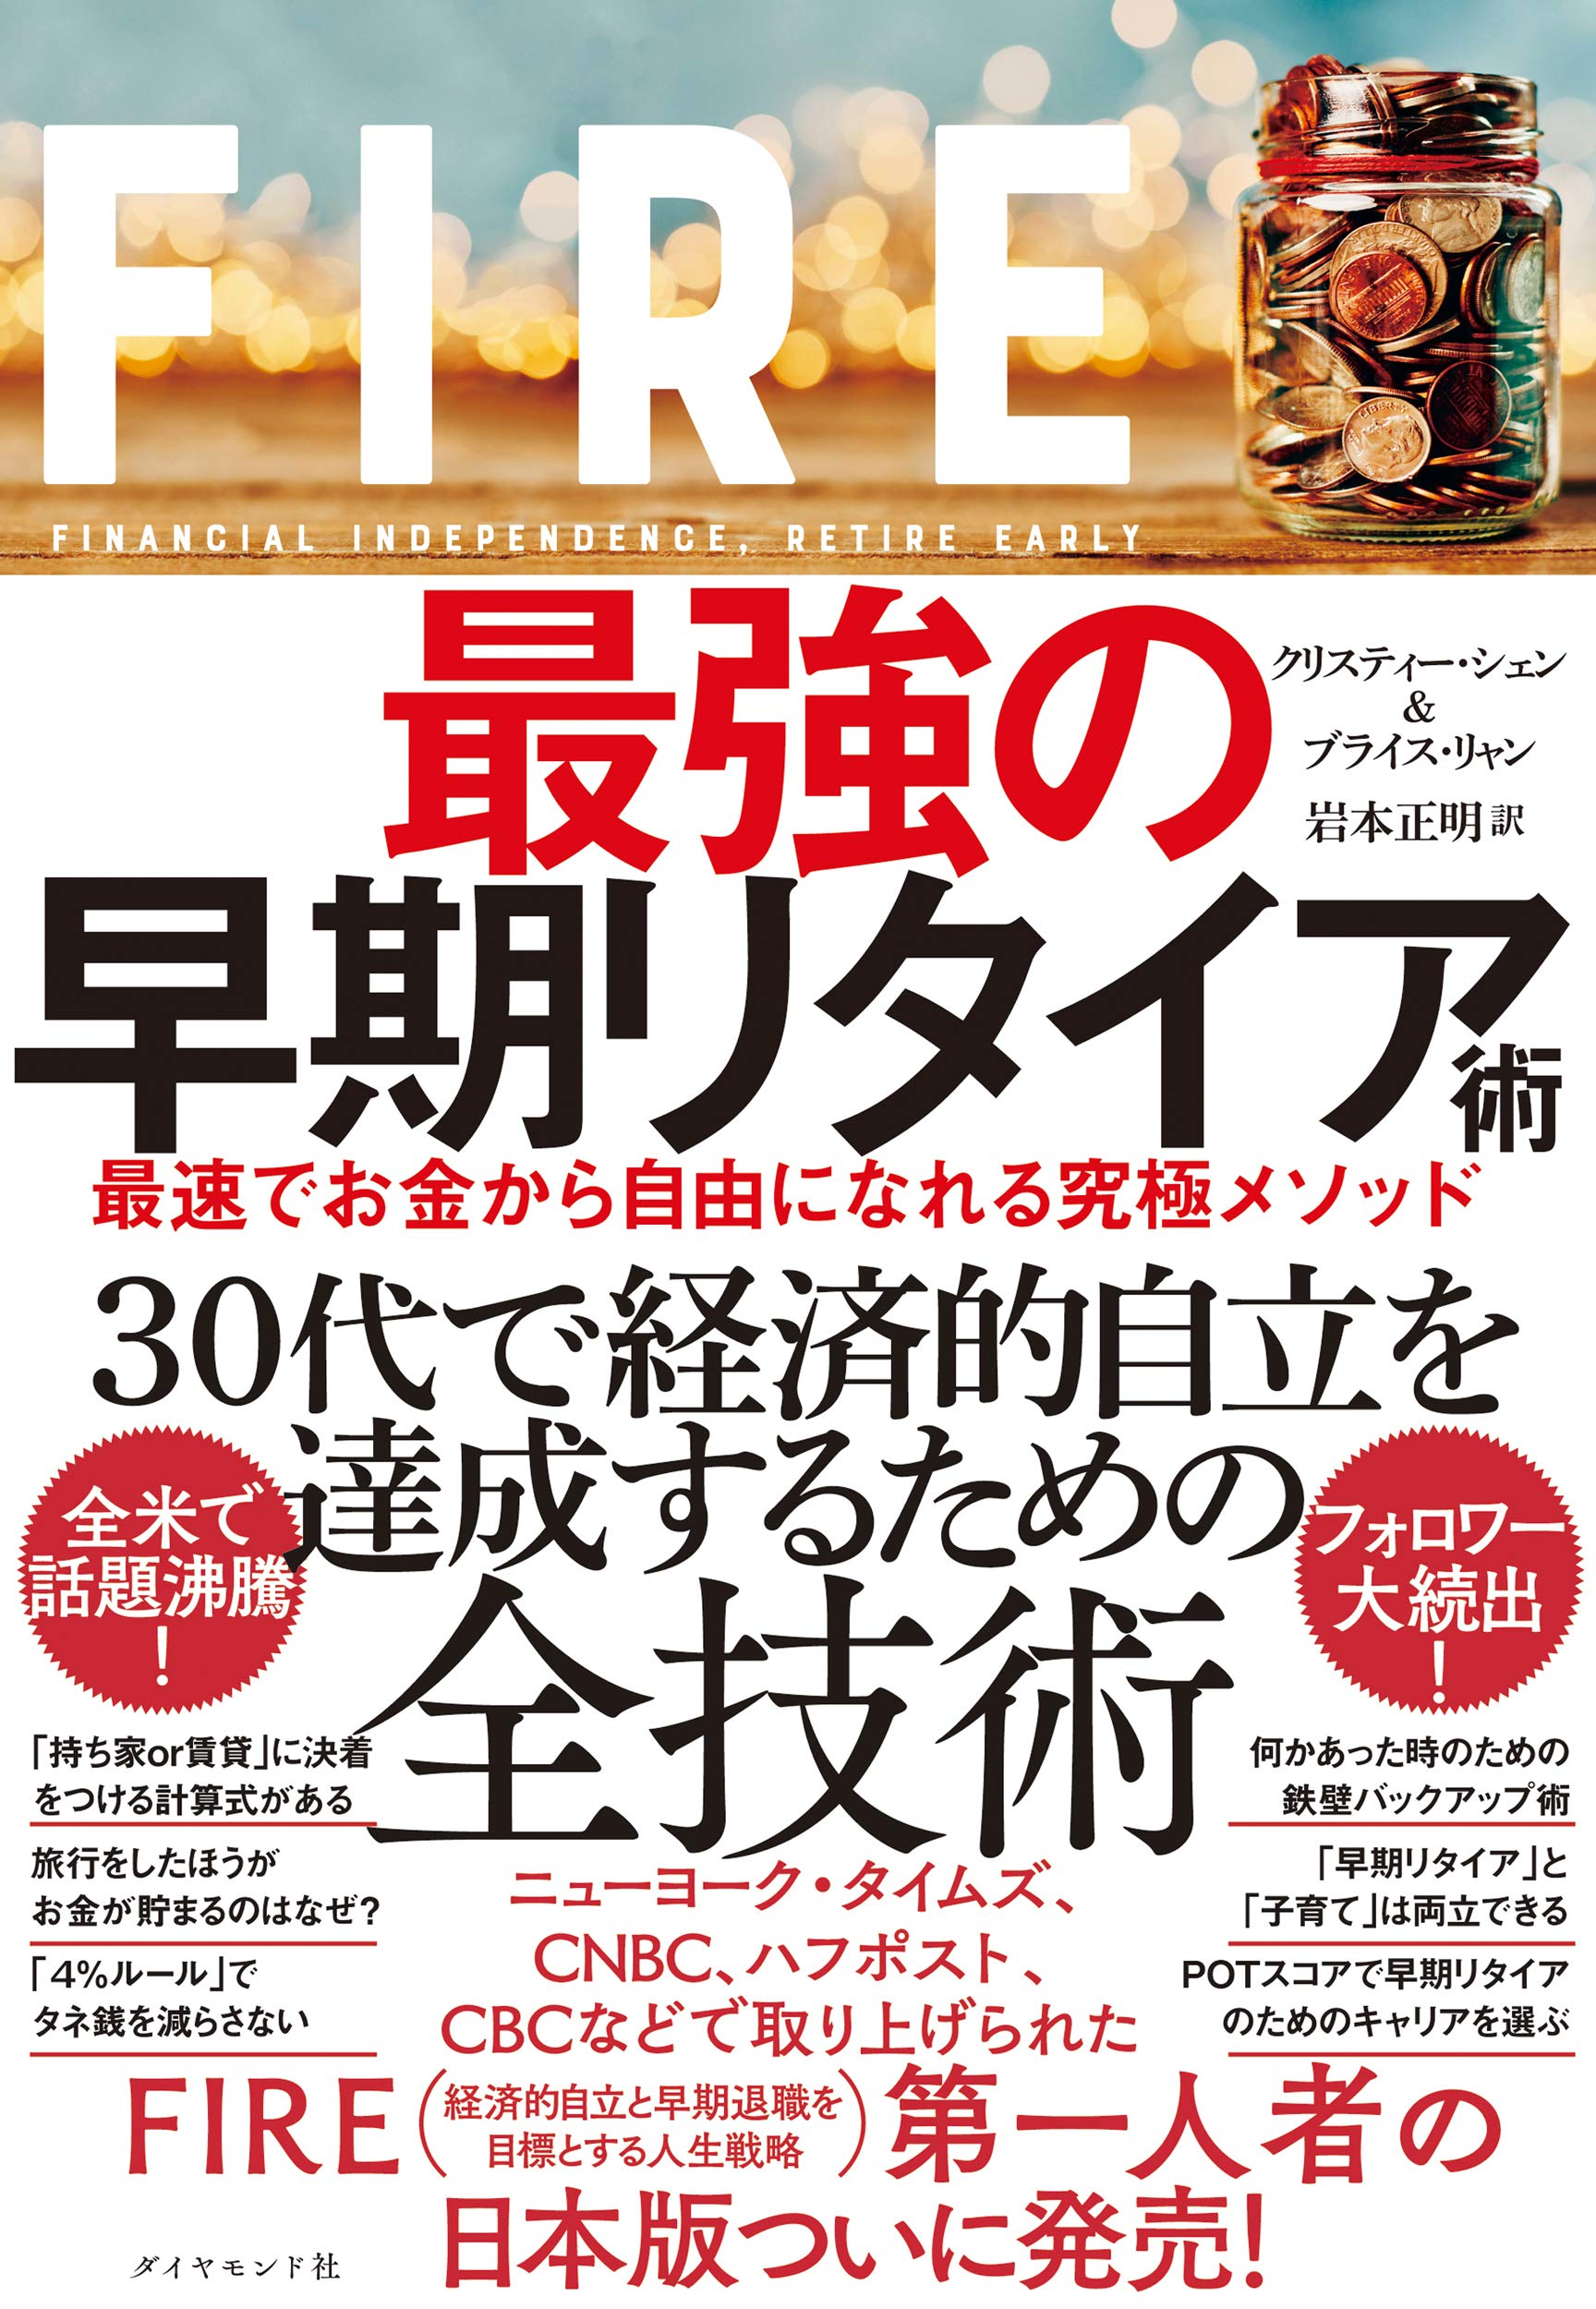 FIRE
FINANCIAL INDEPENDENCE, RETIRE EARLY
最強の
早期リタイア術
クリスティー・シェン
&
ブライス・リャン
岩本正明 訳
最速でお金から自由になれる究極メソッド
30代で経済的自立を
達成するための
全技術
全米で
話題沸騰
!
フォロワー
大続出
!
「持ち家or賃貸」に決着
をつける計算式がある
旅行をしたほうが
お金が貯まるのはなぜ?
「4%ルール」で
タネ銭を減らさない
何かあった時のための
鉄壁バックアップ術
「早期リタイア」と
「子育て」は両立できる
POTスコアで早期リタイア
のためのキャリアを選ぶ
ニューヨーク・タイムズ、
CNBC、ハフポスト、
CBCなどで取り上げられた
FIRE(経済的自立と早期退職を
目標とする人生戦略)第一人者の
日本版ついに発売!
ダイヤモンド社